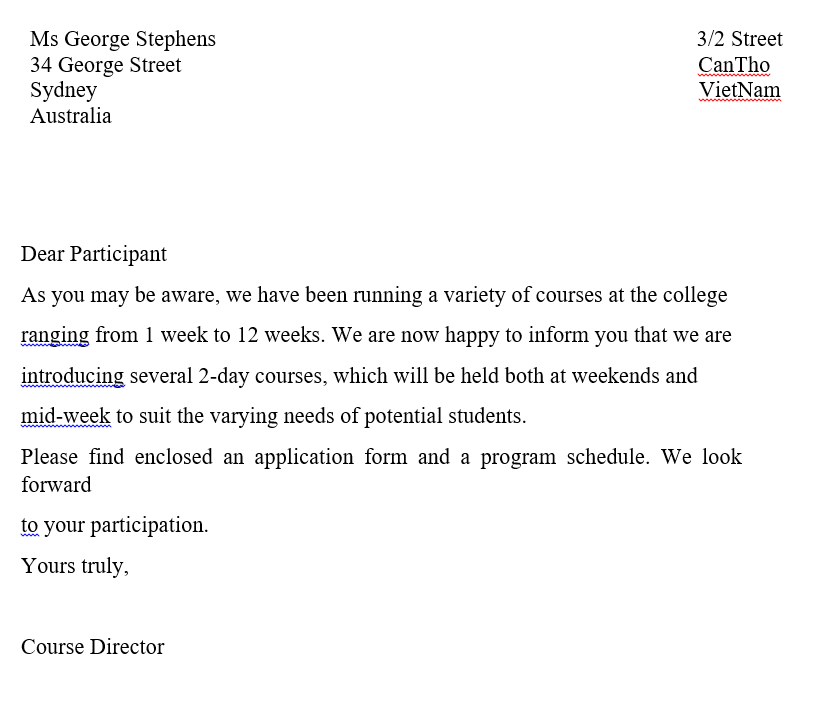 Ms George Stephens
34 George Street
Sydney
Australia
3/2 Street
CanTho
VietNam
Dear Participant
As you may be aware, we have been running a variety of courses at the college
ranging from 1 week to 12 weeks. We are now happy to inform you that we are
introducing several 2-day courses, which will be held both at weekends and
mid-week to suit the varying needs of potential students.
Please find enclosed an application form and a program schedule. We look
forward
to your participation.
Yours truly,
Course Director